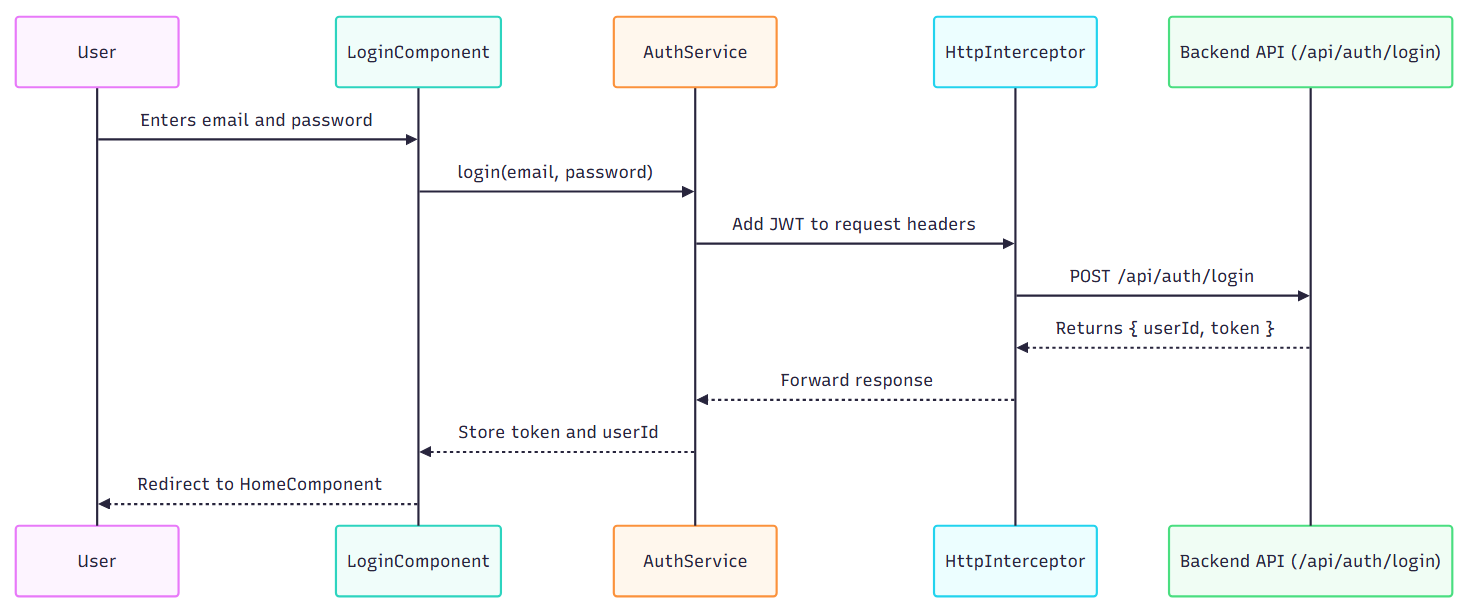 User
LoginComponent
AuthService
HttpInterceptor
Backend API (/api/auth/login)
Enters email and password
login(email, password)
Add JWT to request headers
POST /api/auth/login
Returns { userId, token }
Forward response
Store token and userId
Redirect to HomeComponent
User
LoginComponent
AuthService
HttpInterceptor
Backend API (/api/auth/login)